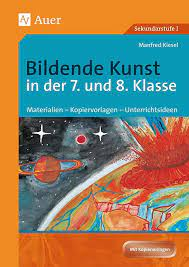 Auer
Sekundarstufe I
Manfred Kiesel
Bildende Kunst
in der 7. und 8. Klasse
Materialien – Kopiervorlagen – Unterrichtsideen
Mit Kopiervorlagen